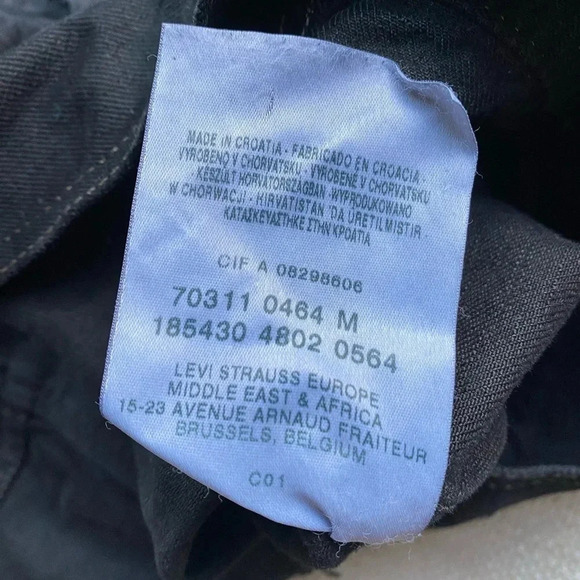 MADE IN CROATIA - FABRICADO EN CROACIA
VYROBENO V CHORVATSKU - VYROBENÉ V CHORVÁTSKU
KÉSZÜLT HORVÁTORSZÁGBAN - WYPRODUKOWANO
W CHORWACJI - HIRVATISTAN 'DA ÜRETILMISTIR -
ΚΑΤΑΣΚΕΥΑΣΤΗΚΕ ΣΤΗΝ ΚΡΟΑΤΙΑ
CIF A 08298606
70311 0464 M
185430 4802 0564
LEVI STRAUSS EUROPE
MIDDLE EAST & AFRICA
15-23 AVENUE ARNAUD FRAITEUR
BRUSSELS, BELGIUM
C01